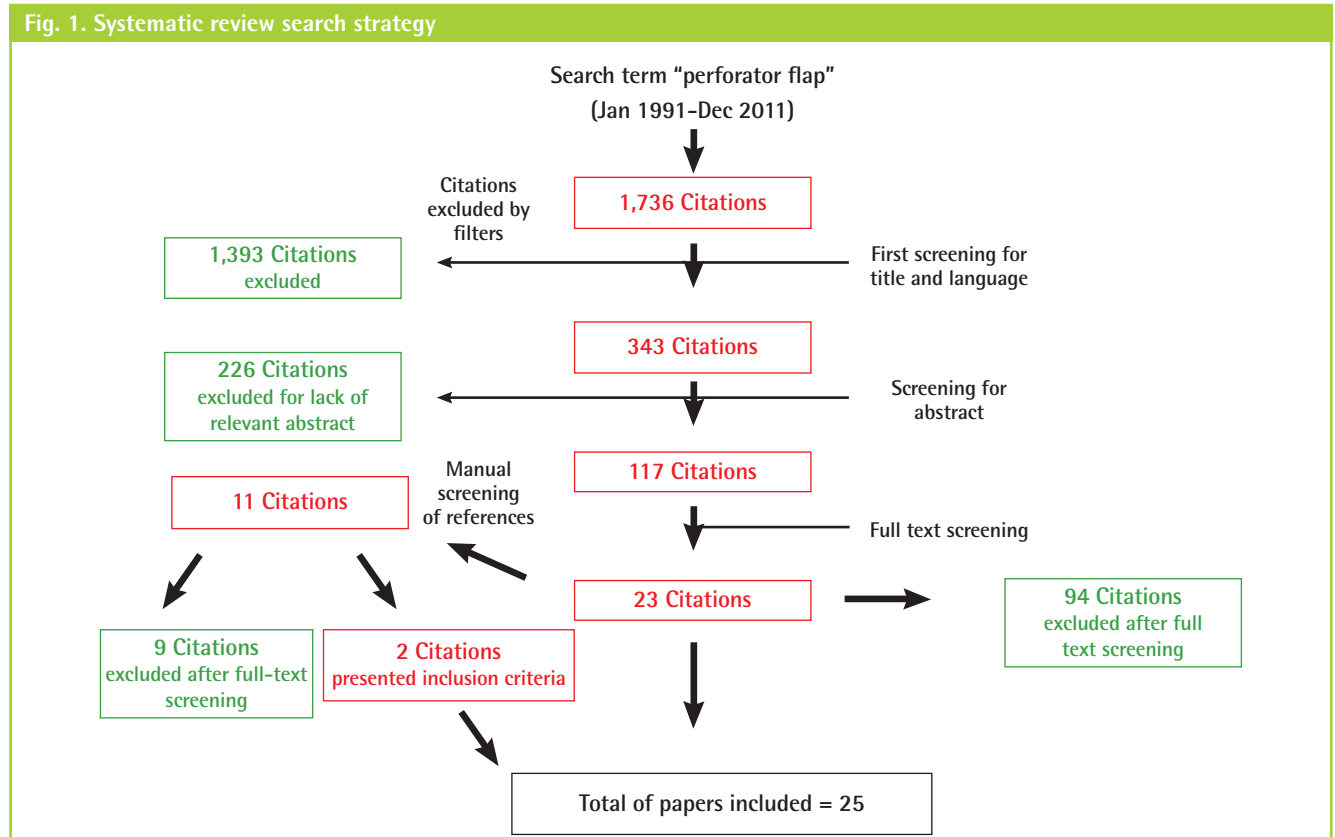 Fig. 1. Systematic review search strategy
Search term “perforator flap”
(Jan 1991-Dec 2011)
1,736 Citations
Citations
excluded by
filters
First screening for
title and language
1,393 Citations
excluded
343 Citations
226 Citations
excluded for lack of
relevant abstract
Screening for
abstract
117 Citations
Manual
screening
of references
11 Citations
Full text screening
23 Citations
94 Citations
excluded after full
text screening
9 Citations
excluded after full-text
screening
2 Citations
presented inclusion criteria
Total of papers included = 25